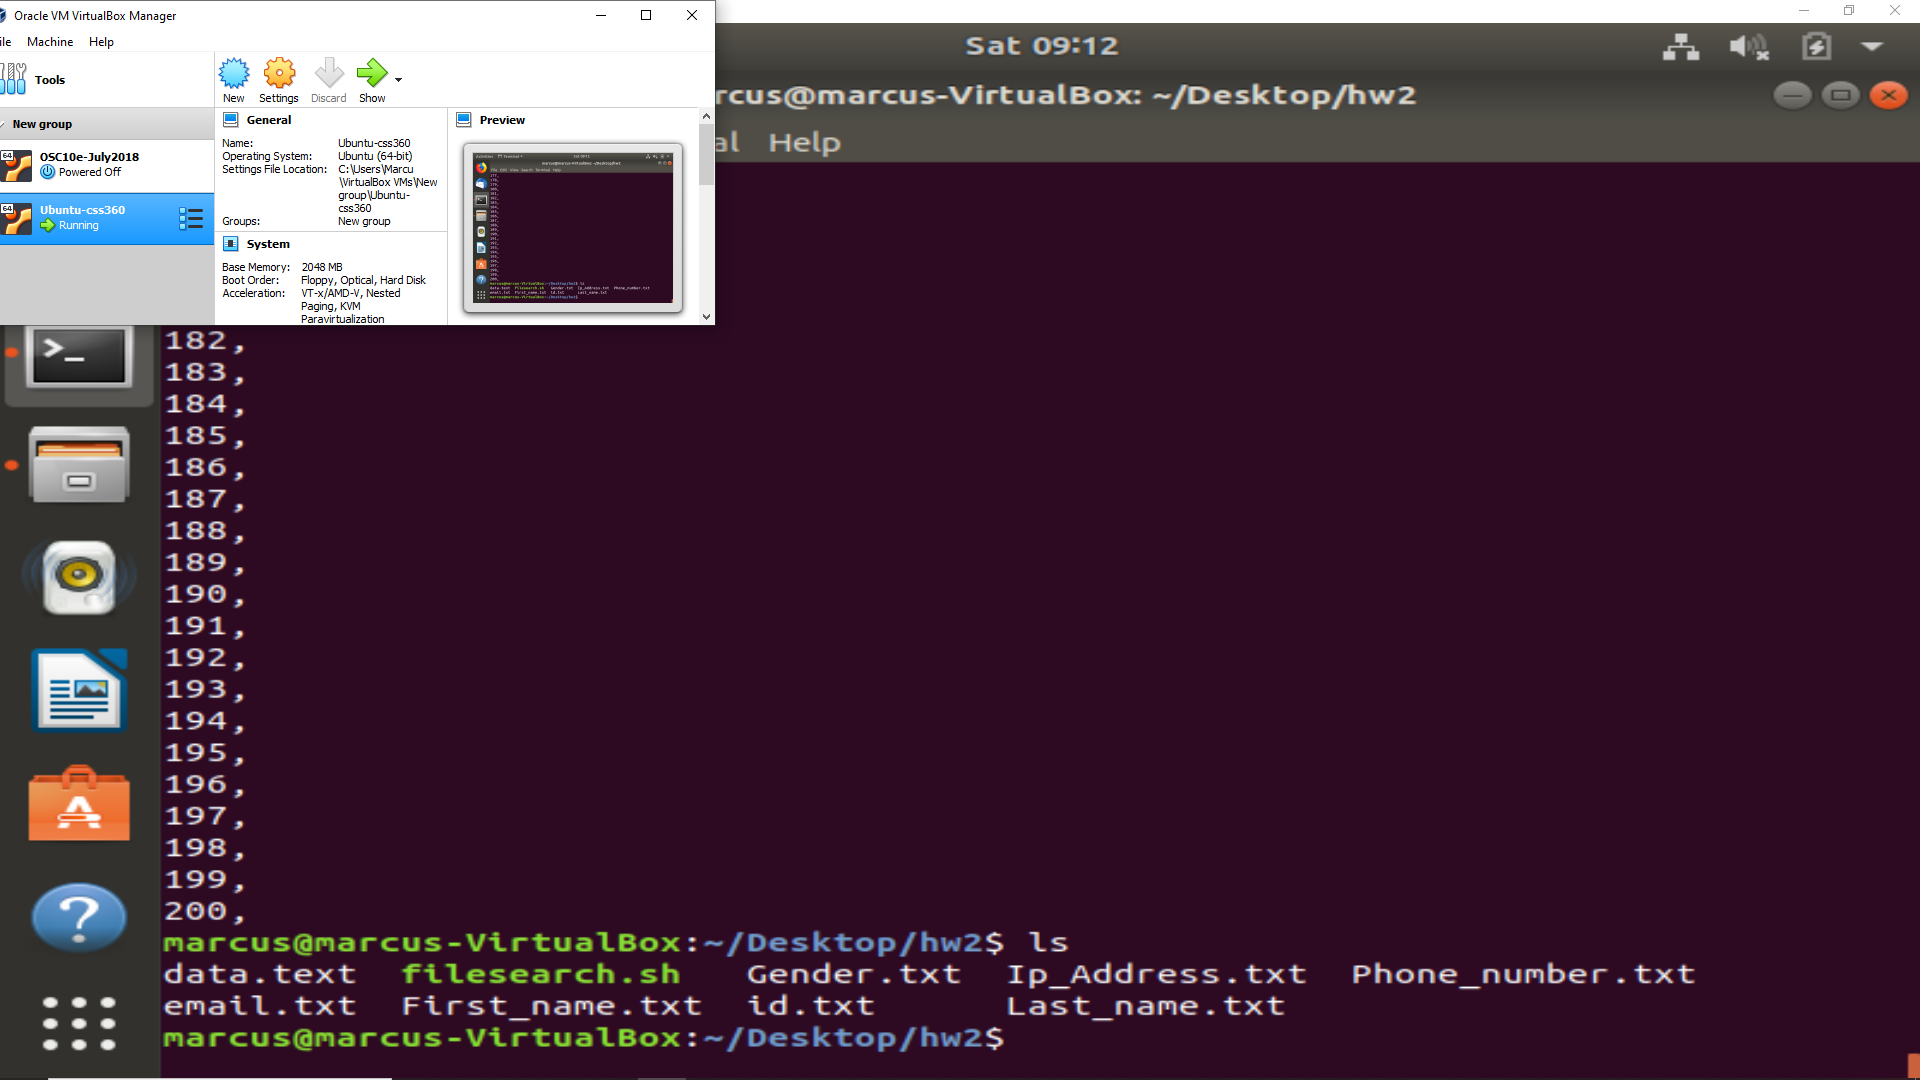 Oracle VM VirtualBox Manager
ile Machine Help
Tools
New Settings Discard Show
New group
64 OSC10e-July2018
Powered Off
64 Ubuntu-css360
Running
General
Name: Ubuntu-css360
Operating System: Ubuntu (64-bit)
Settings File Location: C:\Users\Marcu
\VirtualBox VMs\New
group\Ubuntu-
css360
Groups: New group
System
Base Memory: 2048 MB
Boot Order: Floppy, Optical, Hard Disk
Acceleration: VT-x/AMD-V, Nested
Paging, KVM
Paravirtualization
Preview
Sat 09:12
rcus@marcus-VirtualBox: ~/Desktop/hw2
al Help
182,
183,
184,
185,
186,
187,
188,
189,
190,
191,
192,
193,
194,
195,
196,
197,
198,
199,
200,
marcus@marcus-VirtualBox:~/Desktop/hw2$ ls
data.text filesearch.sh Gender.txt Ip_Address.txt Phone_number.txt
email.txt First_name.txt id.txt Last_name.txt
marcus@marcus-VirtualBox:~/Desktop/hw2$